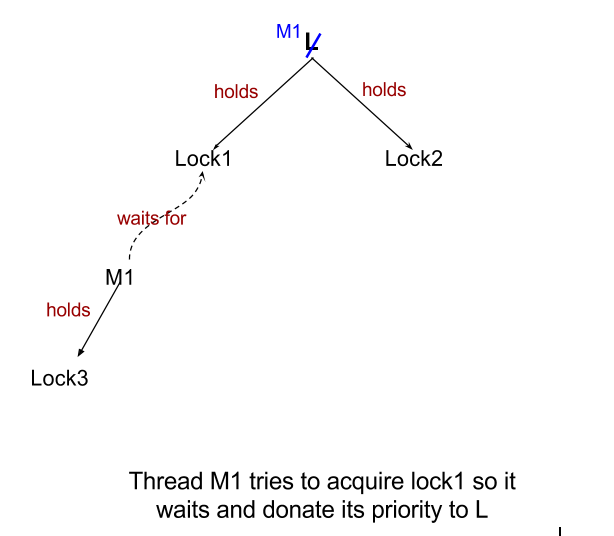 M1 L
holds
holds
Lock1
Lock2
waits for
M1
holds
Lock3
Thread M1 tries to acquire lock1 so it
waits and donate its priority to L